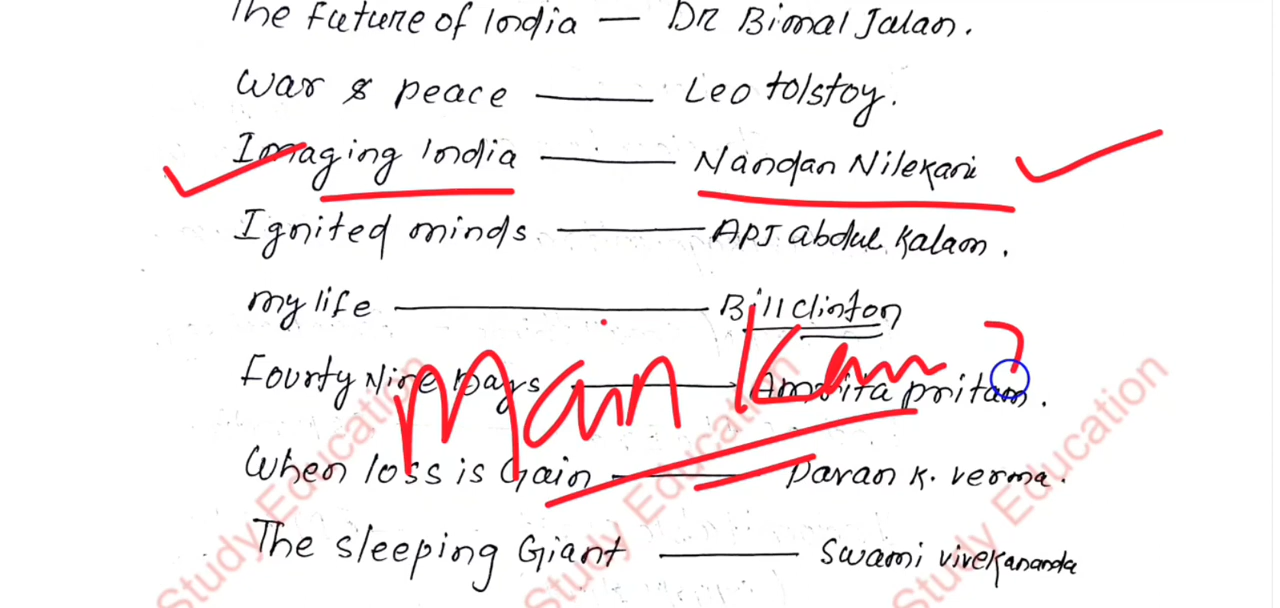 The Future of India — Dr Bimal Jalan.
War & peace — Leo tolstoy.
Imaging India — Nandan Nilekani
Ignited minds — APJ abdul Kalam.
my life — Bill clinton
Fourty Nine Days — Amrita pritam.
Main ?
When loss is Gain — Pavan K. verma.
The sleeping Giant — Swami vivekananda
Study Education Study Education Study Education